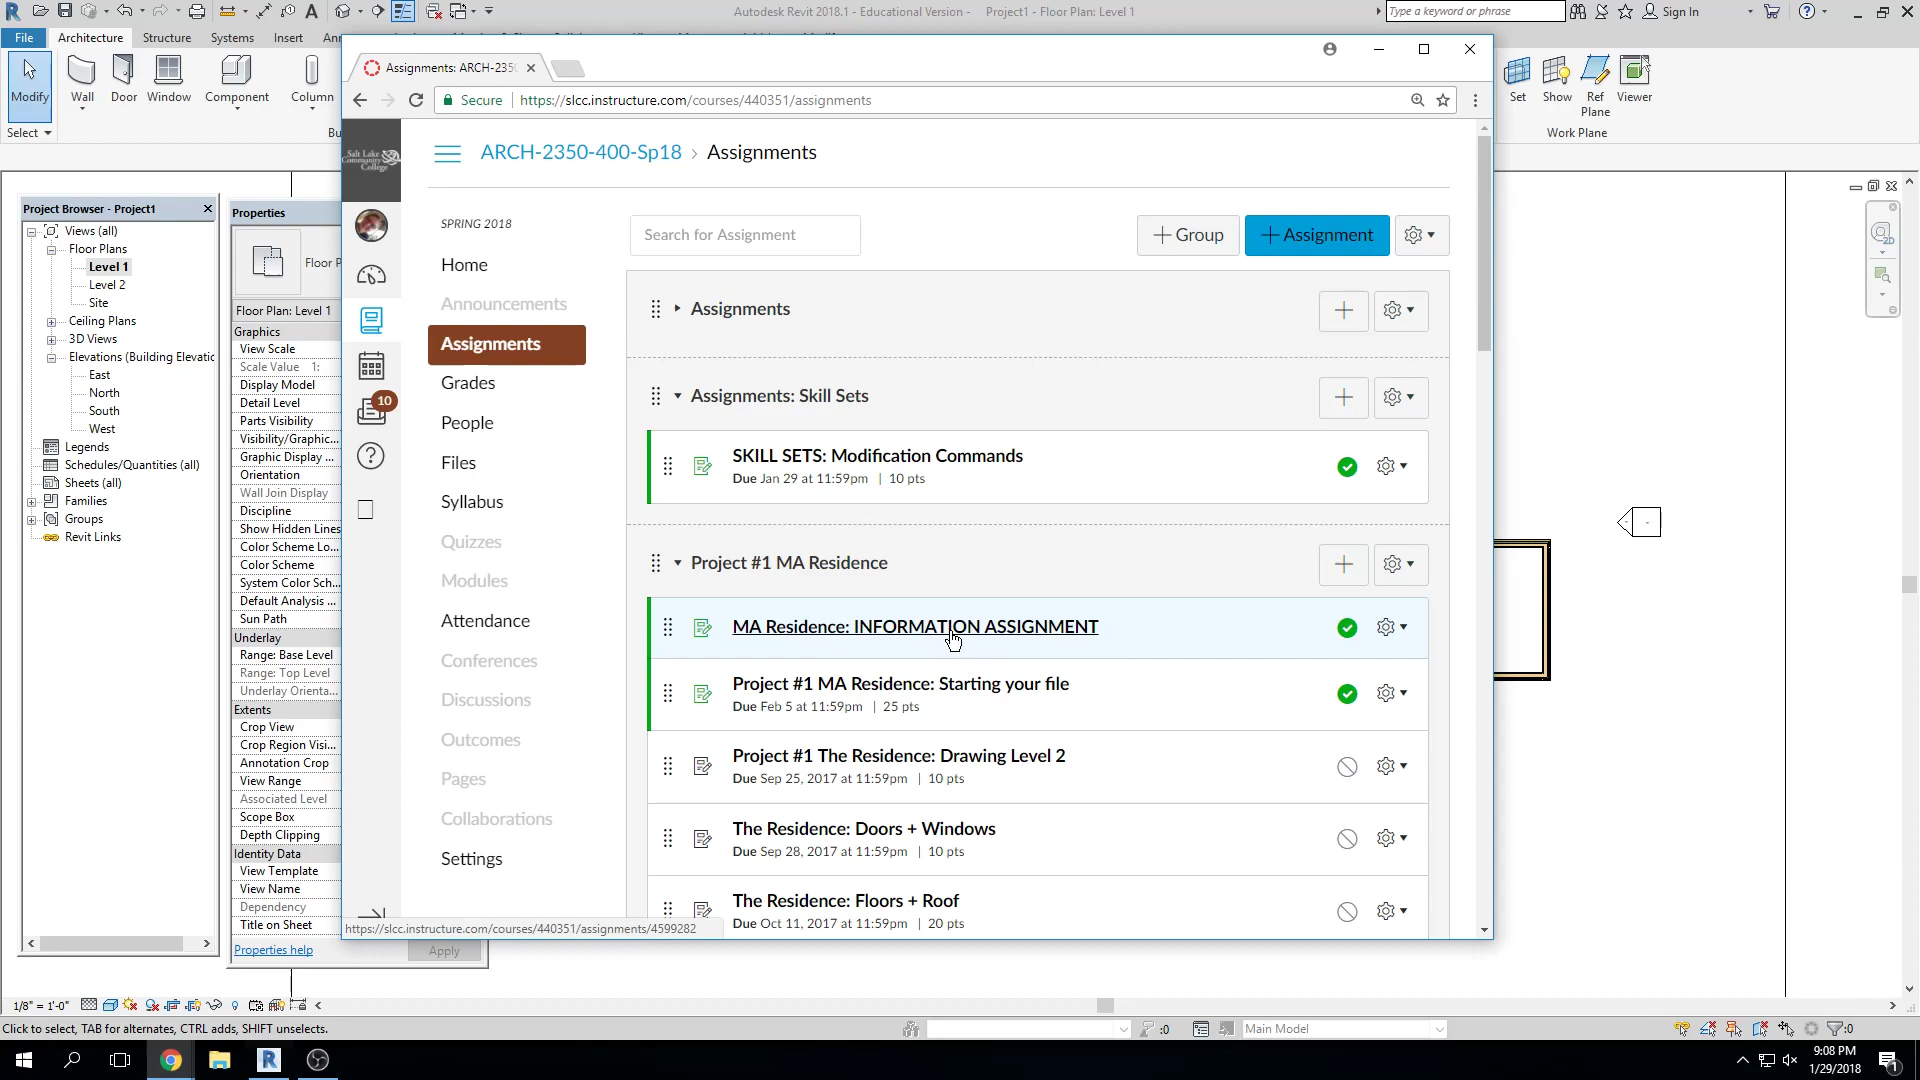 Autodesk Revit 2018.1 - Educational Version - Project1 - Floor Plan: Level 1
Type a keyword or phrase
Sign In
File Architecture Structure Systems Insert
Modify Wall Door Window Component Column
Set Show Ref Plane Viewer
Select
Work Plane
Assignments: ARCH-235
Secure https://slcc.instructure.com/courses/440351/assignments
Salt Lake
Community
College
ARCH-2350-400-Sp18 › Assignments
Project Browser - Project1
Views (all)
Floor Plans
Level 1
Level 2
Site
Ceiling Plans
3D Views
Elevations (Building Elevatic
East
North
South
West
Legends
Schedules/Quantities (all)
Sheets (all)
Families
Groups
Revit Links
Properties
Floor P
Floor Plan: Level 1
Graphics
View Scale
Scale Value 1:
Display Model
Detail Level
Parts Visibility
Visibility/Graphic...
Graphic Display ...
Orientation
Wall Join Display
Discipline
Show Hidden Lines
Color Scheme Lo...
Color Scheme
System Color Sch...
Default Analysis ...
Sun Path
Underlay
Range: Base Level
Range: Top Level
Underlay Orienta...
Extents
Crop View
Crop Region Visi...
Annotation Crop
View Range
Associated Level
Scope Box
Depth Clipping
Identity Data
View Template
View Name
Dependency
Title on Sheet
Properties help Apply
10
SPRING 2018
Home
Announcements
Assignments
Grades
People
Files
Syllabus
Quizzes
Modules
Attendance
Conferences
Discussions
Outcomes
Pages
Collaborations
Settings
Search for Assignment
+ Group
+ Assignment
Assignments
Assignments: Skill Sets
SKILL SETS: Modification Commands
Due Jan 29 at 11:59pm | 10 pts
Project #1 MA Residence
MA Residence: INFORMATION ASSIGNMENT
Project #1 MA Residence: Starting your file
Due Feb 5 at 11:59pm | 25 pts
Project #1 The Residence: Drawing Level 2
Due Sep 25, 2017 at 11:59pm | 10 pts
The Residence: Doors + Windows
Due Sep 28, 2017 at 11:59pm | 10 pts
The Residence: Floors + Roof
Due Oct 11, 2017 at 11:59pm | 20 pts
https://slcc.instructure.com/courses/440351/assignments/4599282
2D
1/8" = 1'-0"
Click to select, TAB for alternates, CTRL adds, SHIFT unselects.
:0
Main Model
:0
9:08 PM
1/29/2018
1